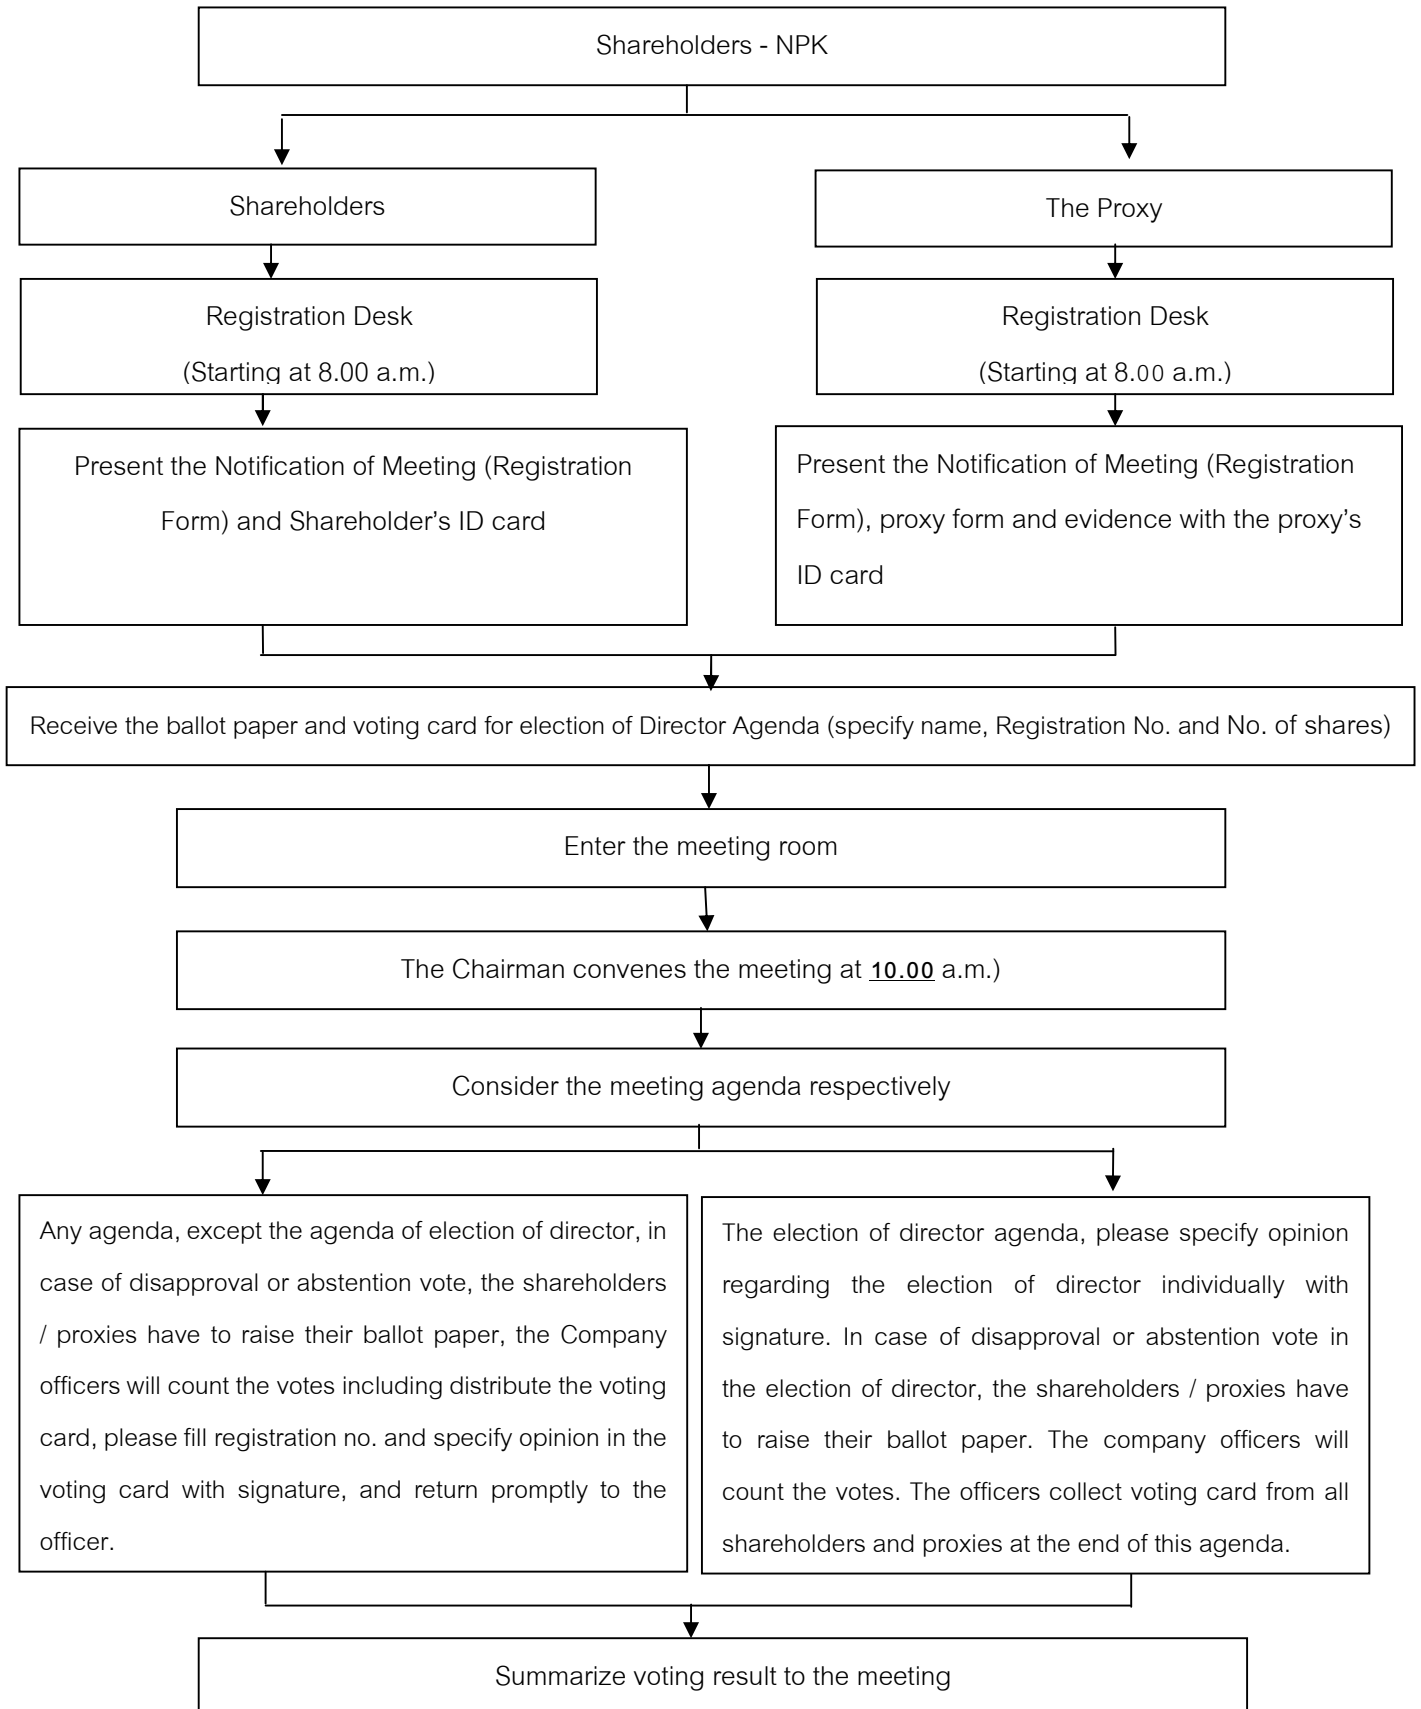 Shareholders - NPK
Shareholders
The Proxy
Registration Desk
(Starting at 8.00 a.m.)
Registration Desk
(Starting at 8.00 a.m.)
Present the Notification of Meeting (Registration
Form) and Shareholder's ID card
Present the Notification of Meeting (Registration
Form), proxy form and evidence with the proxy's
ID card
Receive the ballot paper and voting card for election of Director Agenda (specify name, Registration No. and No. of shares)
Enter the meeting room
The Chairman convenes the meeting at 10.00 a.m.)
Consider the meeting agenda respectively
Any agenda, except the agenda of election of director, in
case of disapproval or abstention vote, the shareholders
/ proxies have to raise their ballot paper, the Company
officers will count the votes including distribute the voting
card, please fill registration no. and specify opinion in the
voting card with signature, and return promptly to the
officer.
The election of director agenda, please specify opinion
regarding the election of director individually with
signature. In case of disapproval or abstention vote in
the election of director, the shareholders / proxies have
to raise their ballot paper. The company officers will
count the votes. The officers collect voting card from all
shareholders and proxies at the end of this agenda.
Summarize voting result to the meeting